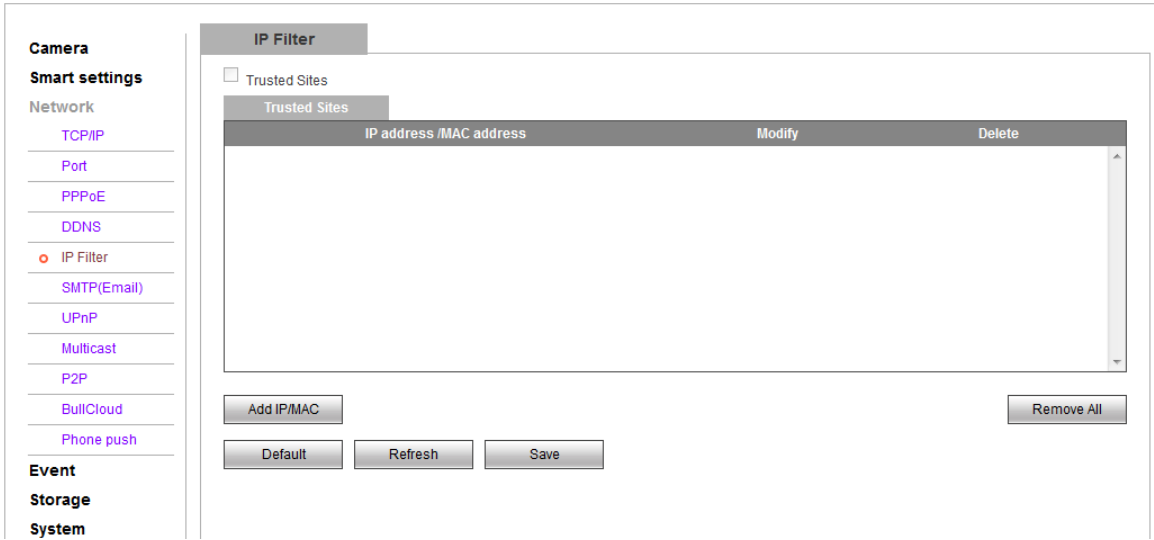 Camera
Smart settings
Network
TCP/IP
Port
PPPoE
DDNS
IP Filter
SMTP(Email)
UPnP
Multicast
P2P
BullCloud
Phone push
Event
Storage
System
IP Filter
Trusted Sites
Trusted Sites
IP address /MAC address Modify Delete
Add IP/MAC Remove All
Default Refresh Save